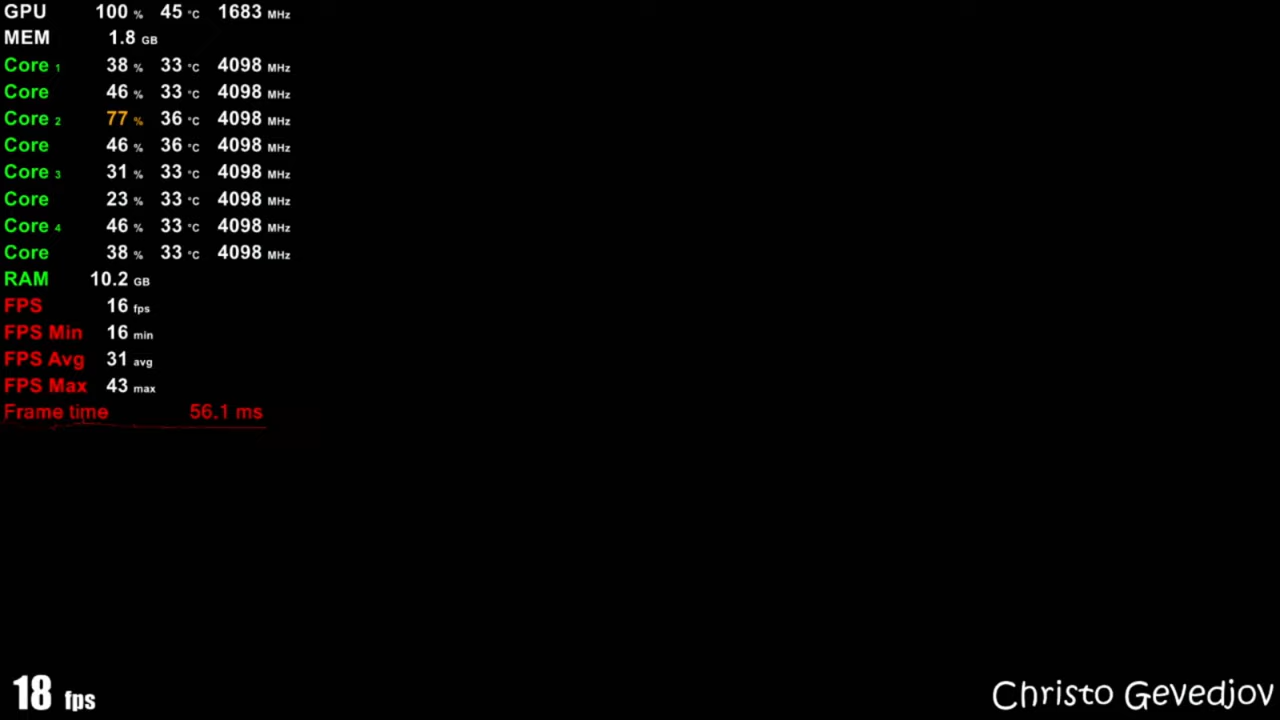 GPU 100 % 45 °C 1683 MHz
MEM 1.8 GB
Core 1 38 % 33 °C 4098 MHz
Core 46 % 33 °C 4098 MHz
Core 2 77 % 36 °C 4098 MHz
Core 46 % 36 °C 4098 MHz
Core 3 31 % 33 °C 4098 MHz
Core 23 % 33 °C 4098 MHz
Core 4 46 % 33 °C 4098 MHz
Core 38 % 33 °C 4098 MHz
RAM 10.2 GB
FPS 16 fps
FPS Min 16 min
FPS Avg 31 avg
FPS Max 43 max
Frame time 56.1 ms
18 fps
Christo Gevedjov